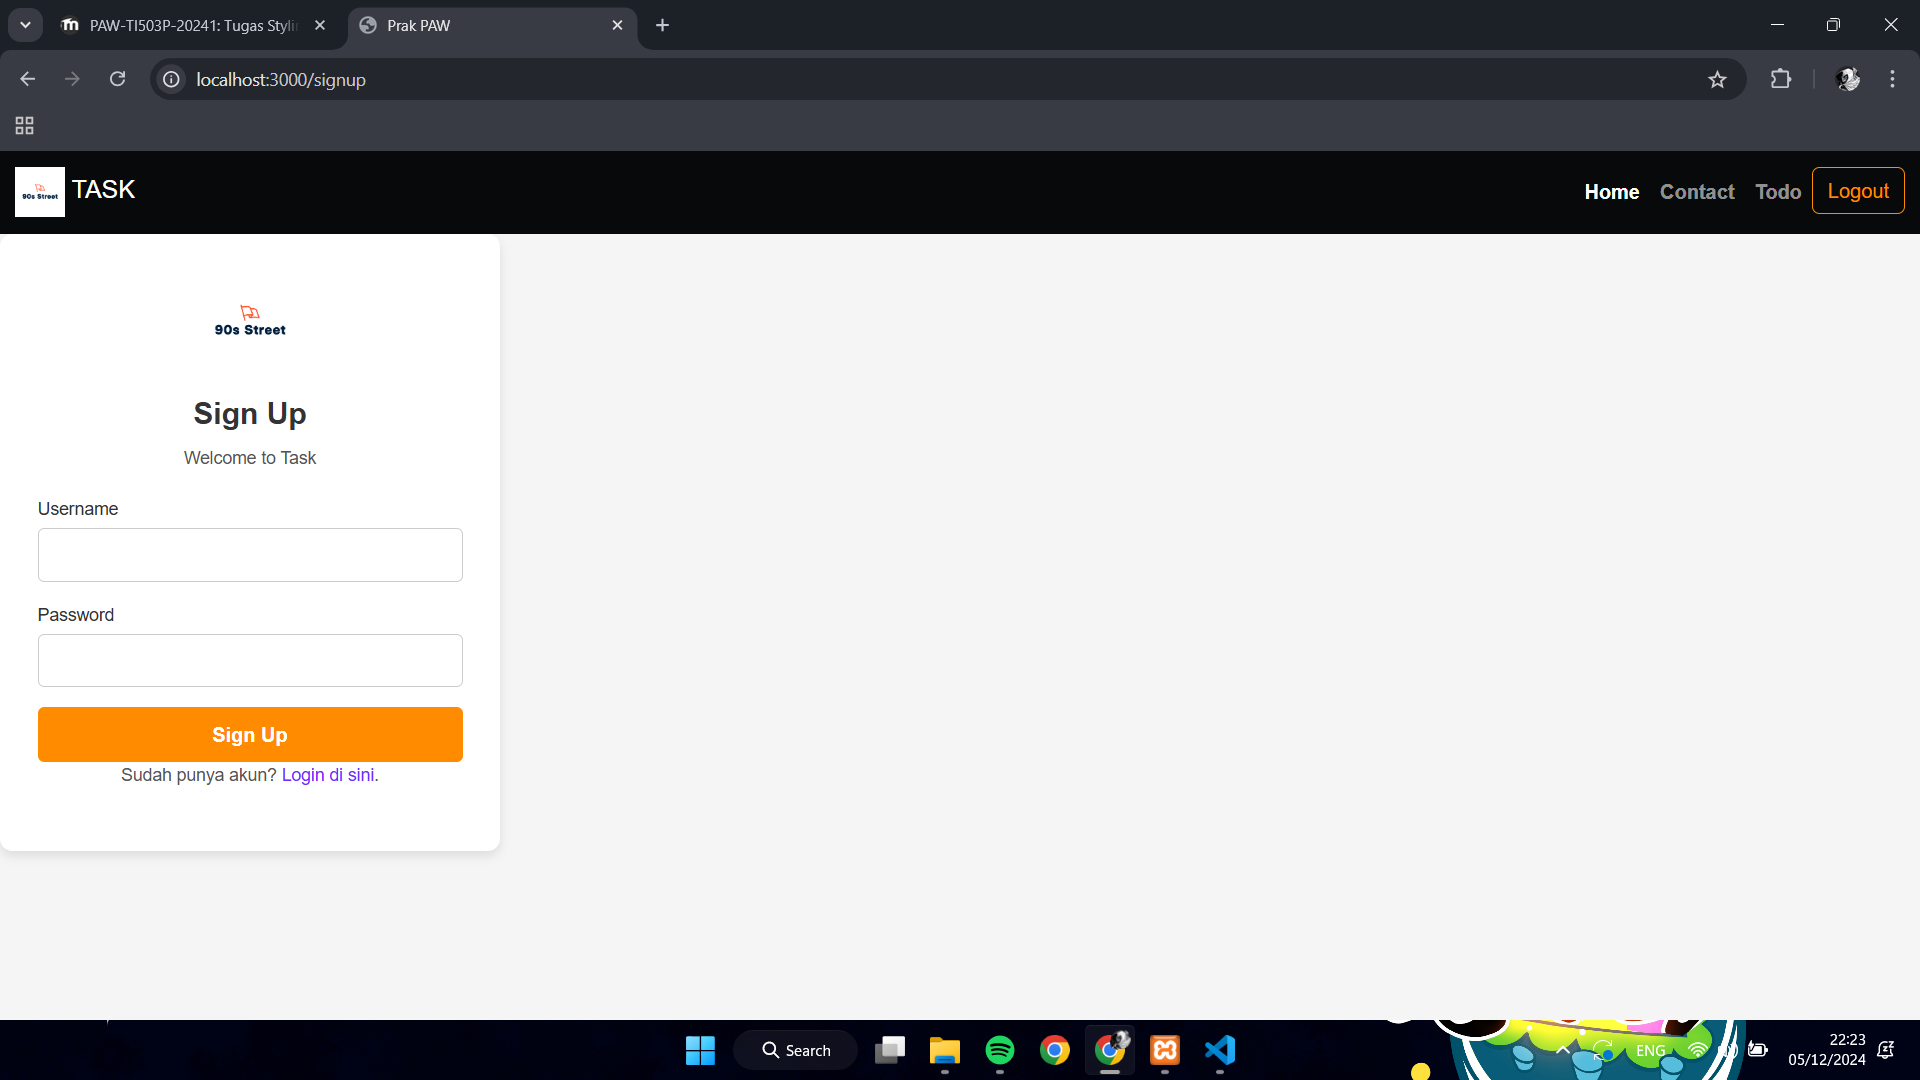 PAW-TI503P-20241: Tugas Styli
Prak PAW
localhost:3000/signup
90s Street
TASK
Home
Contact
Todo
Logout
90s Street
Sign Up
Welcome to Task
Username
Password
Sign Up
Sudah punya akun? Login di sini.
Search
ENG
22:23
05/12/2024